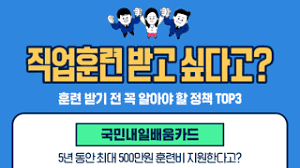 직업훈련 받고 싶다고?
훈련 받기 전 꼭 알아야 할 정책 TOP3
국민내일배움카드
5년 동안 최대 500만원 훈련비 지원한다고?